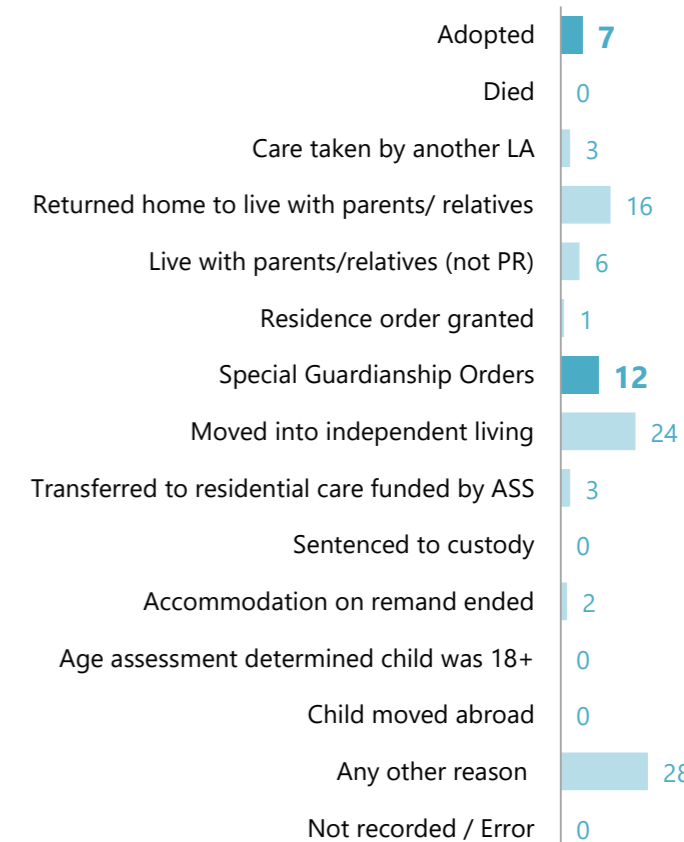 Adopted 7
Died 0
Care taken by another LA 3
Returned home to live with parents/ relatives 16
Live with parents/relatives (not PR) 6
Residence order granted 1
Special Guardianship Orders 12
Moved into independent living 24
Transferred to residential care funded by ASS 3
Sentenced to custody 0
Accommodation on remand ended 2
Age assessment determined child was 18+ 0
Child moved abroad 0
Any other reason 28
Not recorded / Error 0